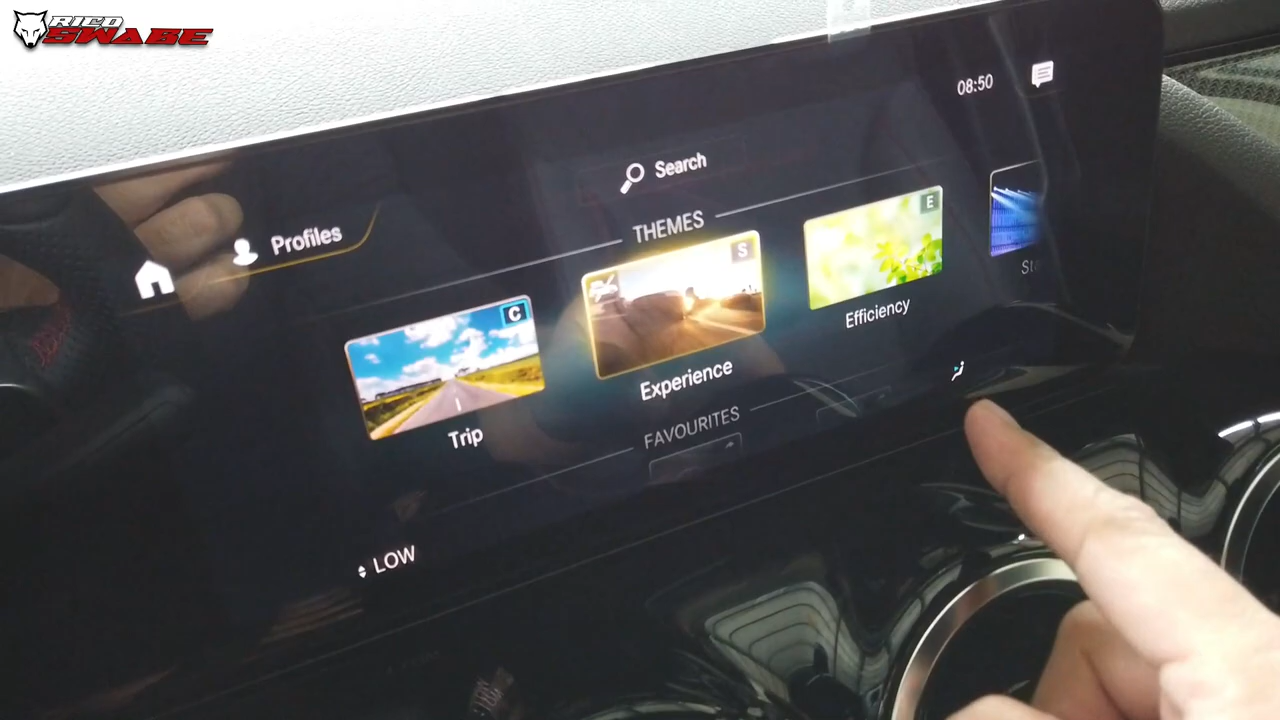 RICO
SWABE
08:50
Search
Profiles
THEMES
C
S
E
Trip
Experience
Efficiency
FAVOURITES
LOW